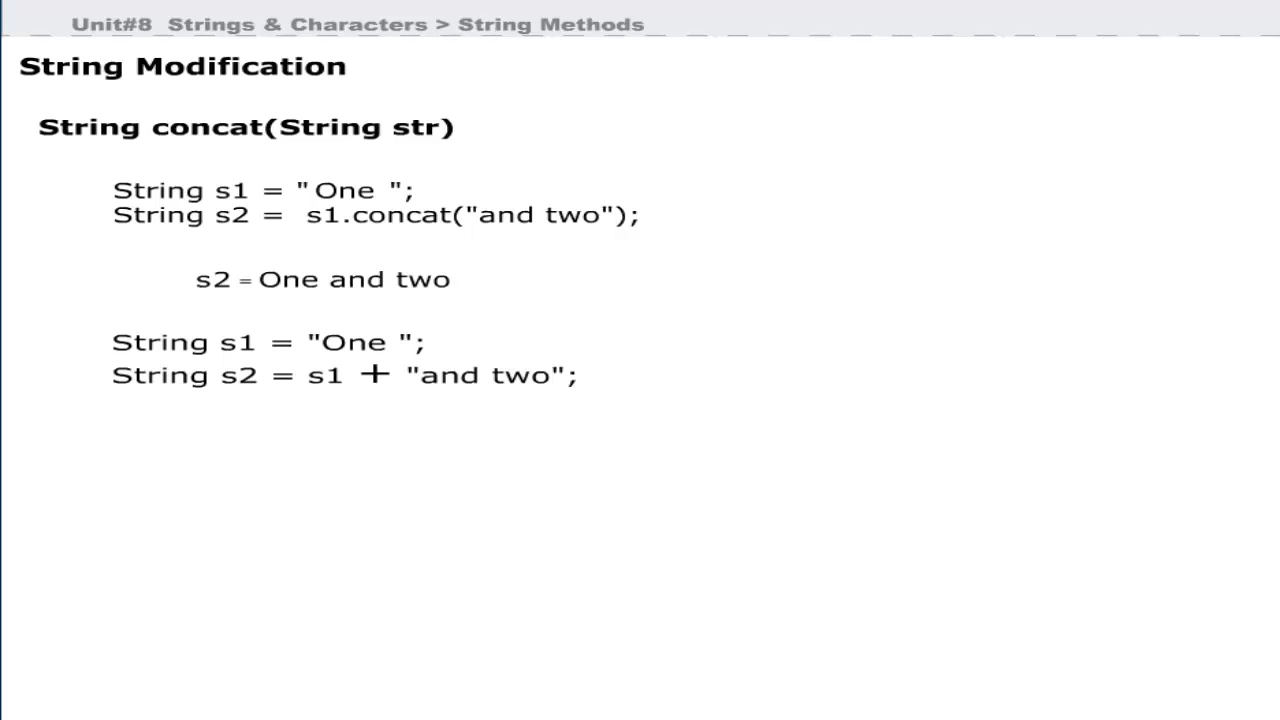 Unit#8 Strings & Characters > String Methods
String Modification
String concat(String str)
String s1 = " One ";
String s2 = s1.concat("and two");
s2 = One and two
String s1 = "One ";
String s2 = s1 + "and two";